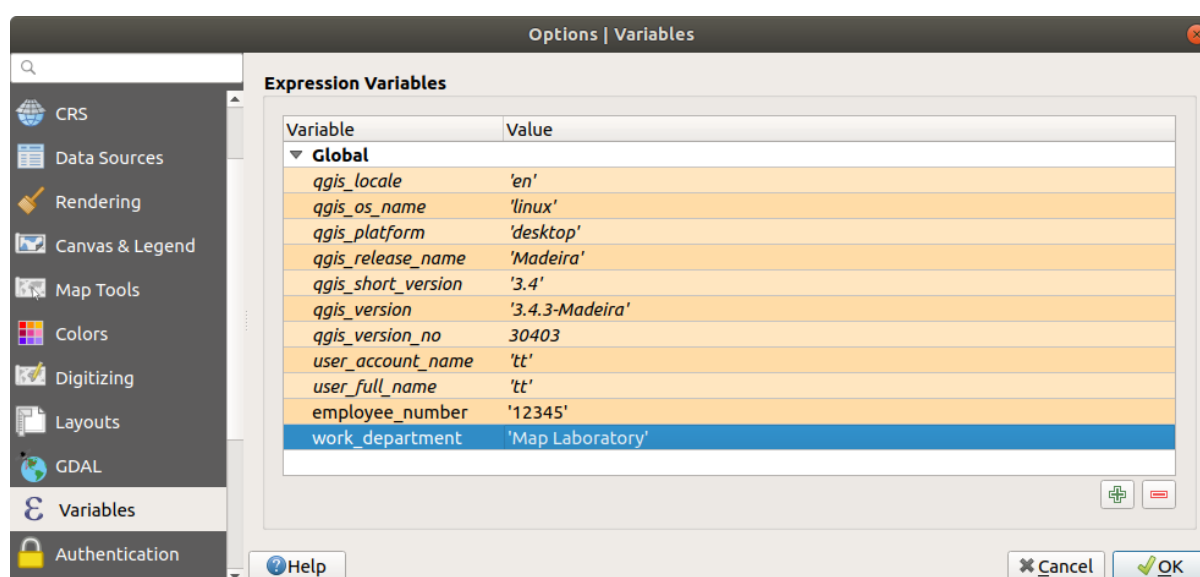 Options | Variables
CRS
Data Sources
Rendering
Canvas & Legend
Map Tools
Colors
Digitizing
Layouts
GDAL
Variables
Authentication
Expression Variables
Variable Value
Global
qgis_locale 'en'
qgis_os_name 'linux'
qgis_platform 'desktop'
qgis_release_name 'Madeira'
qgis_short_version '3.4'
qgis_version '3.4.3-Madeira'
qgis_version_no 30403
user_account_name 'tt'
user_full_name 'tt'
employee_number '12345'
work_department 'Map Laboratory'
Help
Cancel
OK